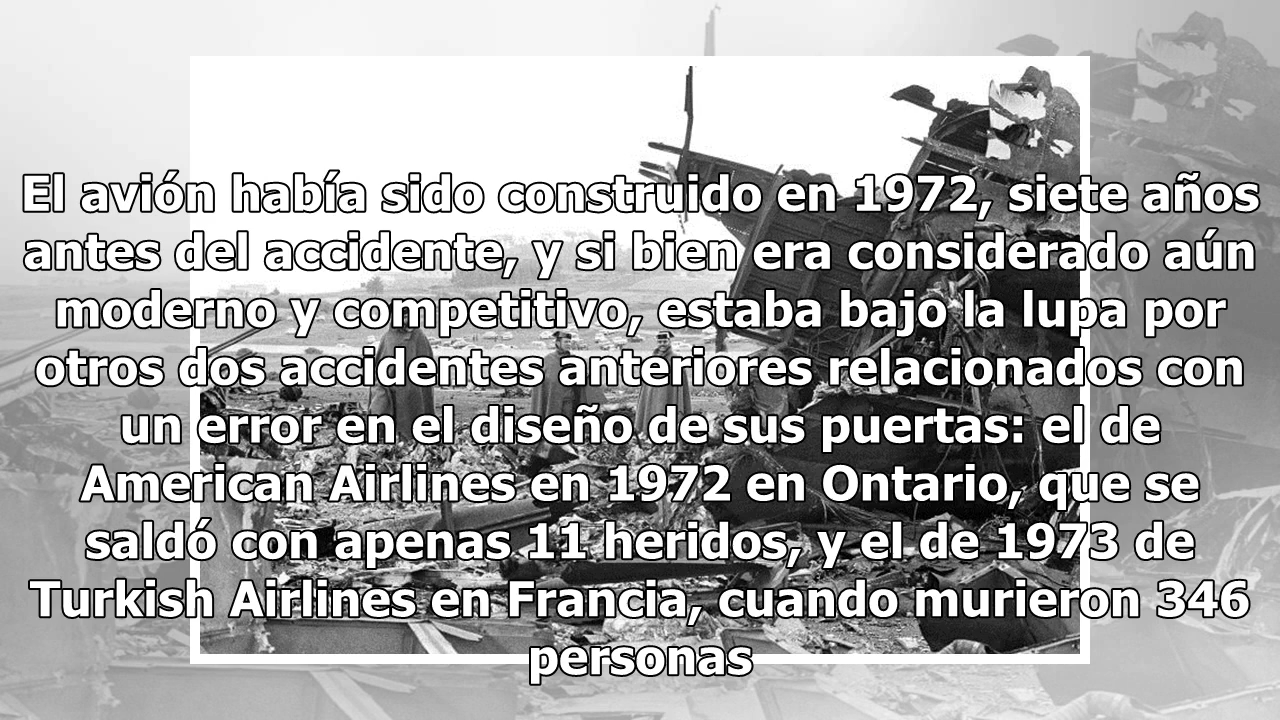 El avión había sido construido en 1972, siete años
antes del accidente, y si bien era considerado aún
moderno y competitivo, estaba bajo la lupa por
otros dos accidentes anteriores relacionados con
un error en el diseño de sus puertas: el de
American Airlines en 1972 en Ontario, que se
saldó con apenas 11 heridos, y el de 1973 de
Turkish Airlines en Francia, cuando murieron 346
personas